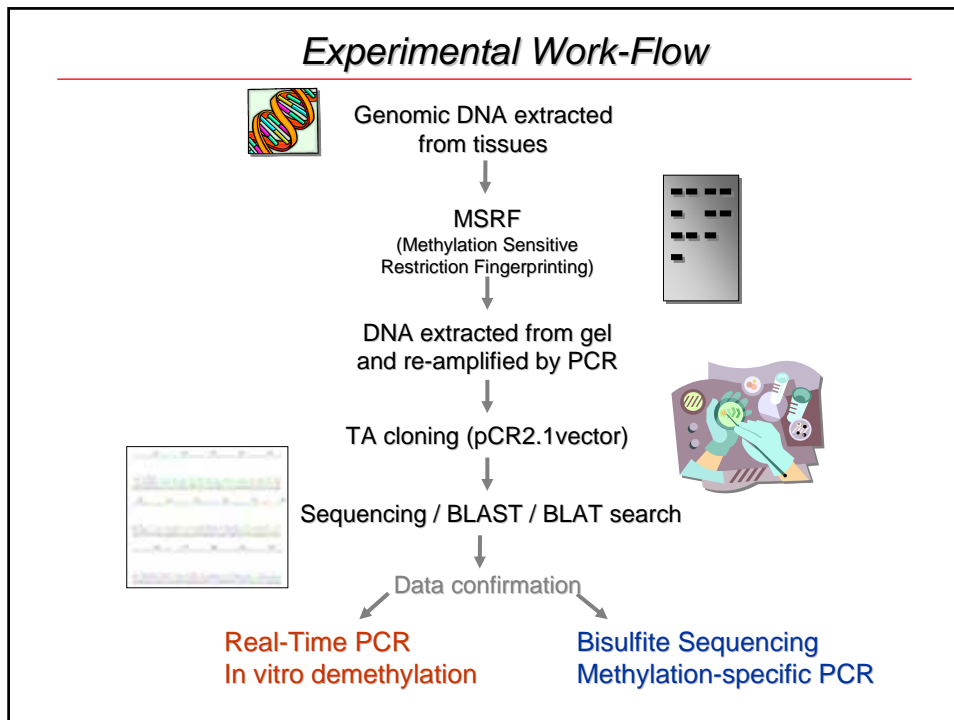 Experimental Work-Flow
Genomic DNA extracted
from tissues
MSRF
(Methylation Sensitive
Restriction Fingerprinting)
DNA extracted from gel
and re-amplified by PCR
TA cloning (pCR2.1vector)
Sequencing / BLAST / BLAT search
Data confirmation
Real-Time PCR
In vitro demethylation
Bisulfite Sequencing
Methylation-specific PCR